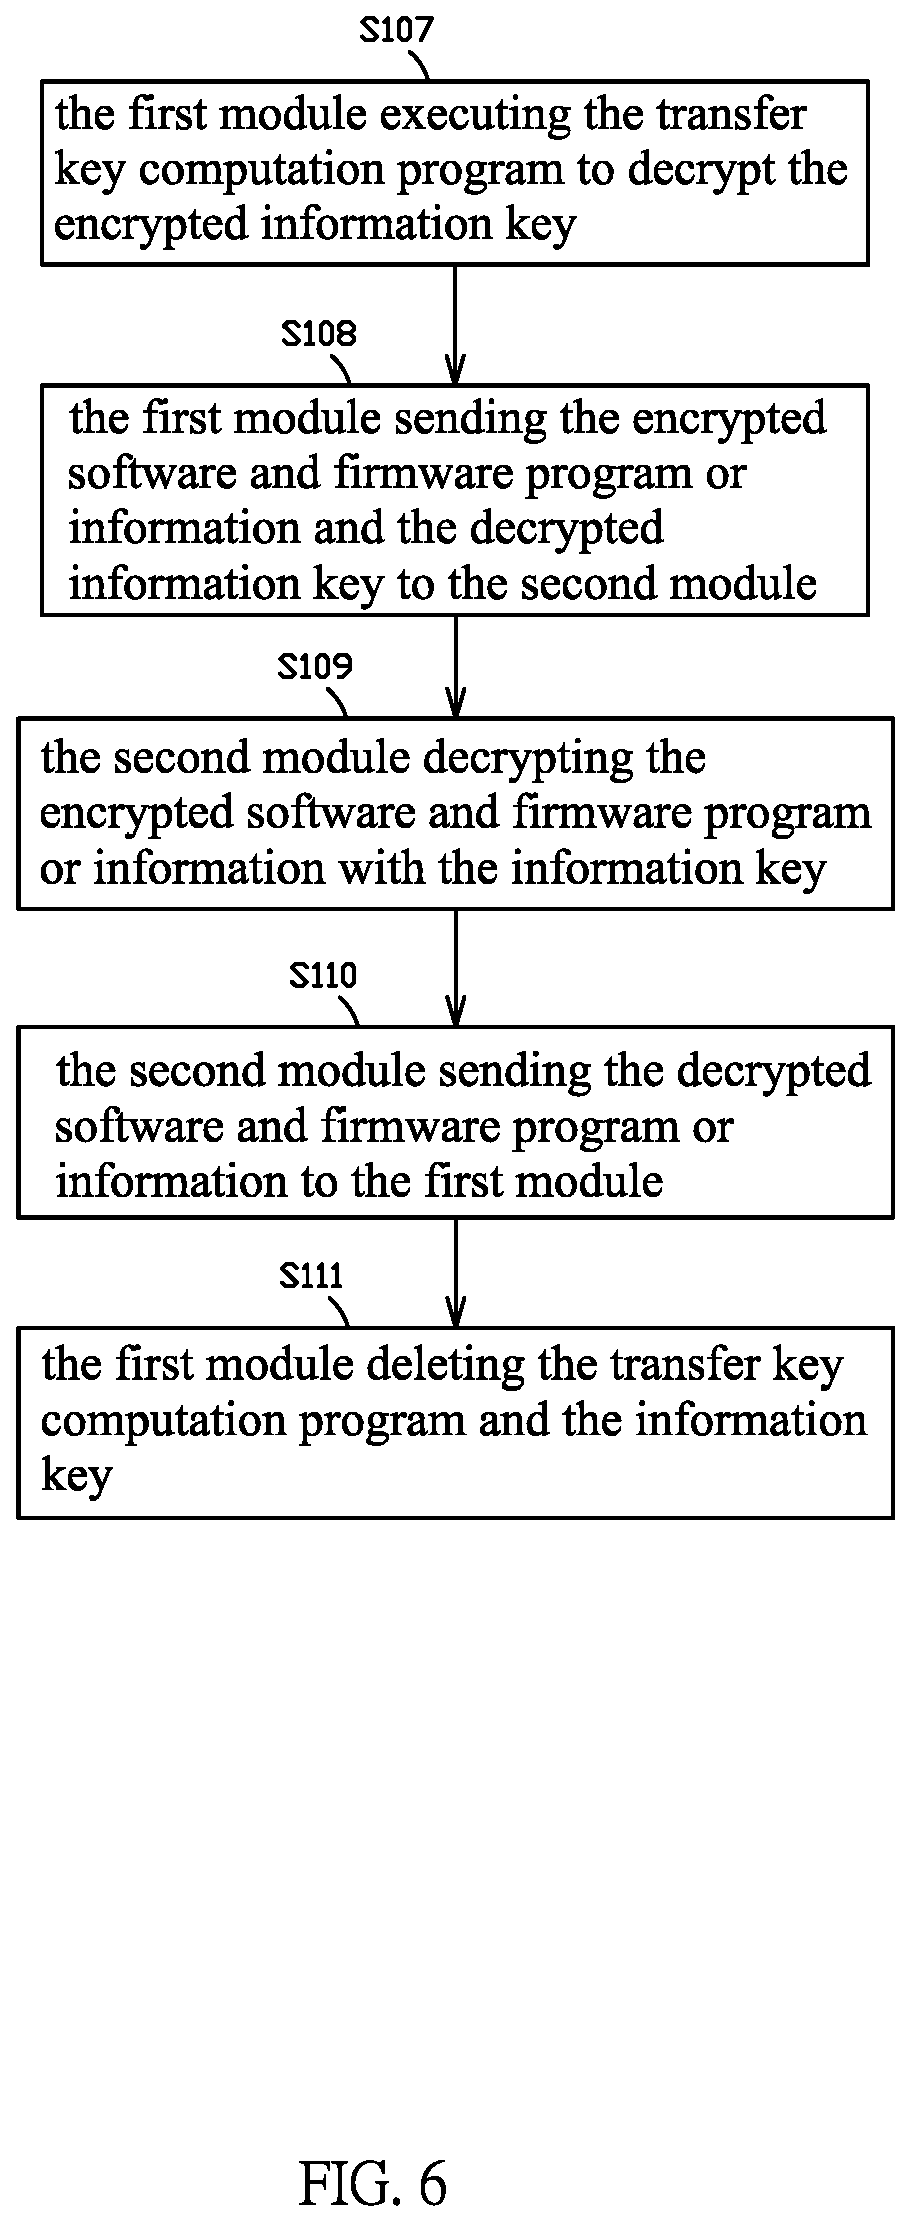 S107
the first module executing the transfer
key computation program to decrypt the
encrypted information key
S108
the first module sending the encrypted
software and firmware program or
information and the decrypted
information key to the second module
S109
the second module decrypting the
encrypted software and firmware program
or information with the information key
S110
the second module sending the decrypted
software and firmware program or
information to the first module
S111
the first module deleting the transfer key
computation program and the information
key
FIG. 6